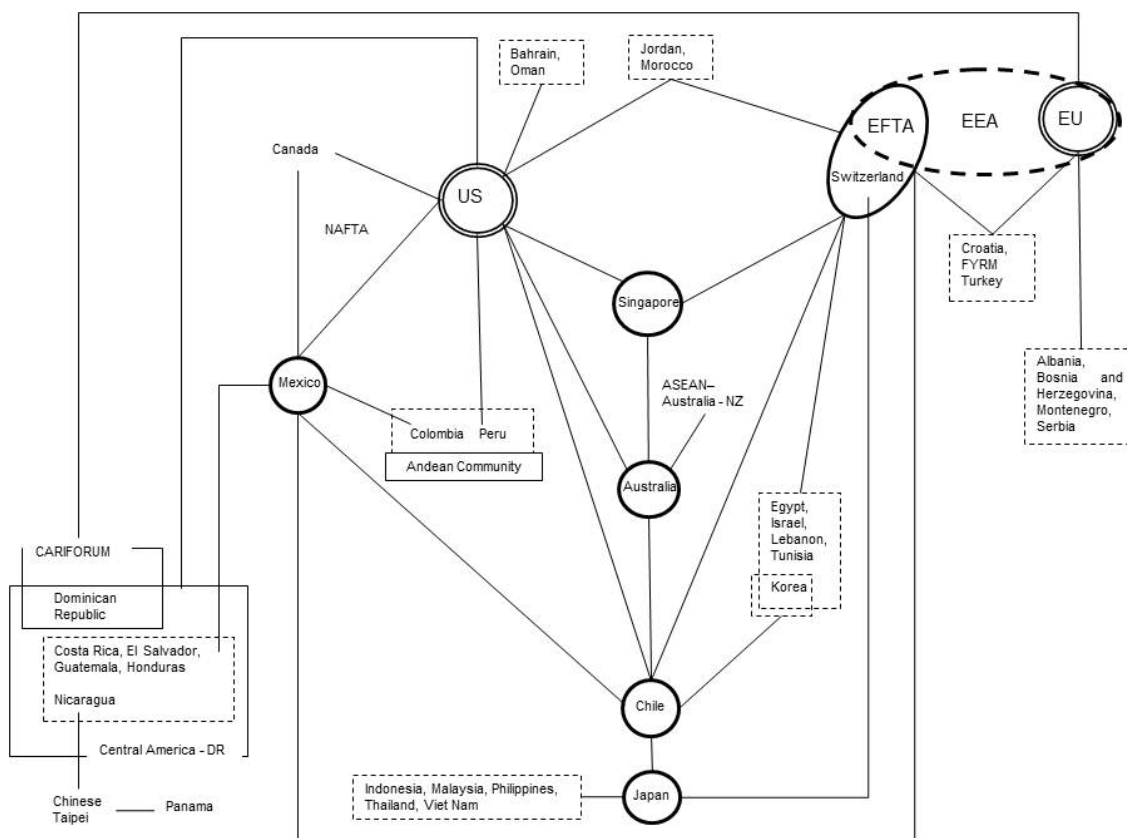 Bahrain,
Oman
Jordan,
Morocco
EFTA
EEA
EU
Canada
US
Switzerland
NAFTA
Croatia,
FYRM
Turkey
Singapore
Mexico
ASEAN–
Australia - NZ
Albania,
Bosnia and
Herzegovina,
Montenegro,
Serbia
Colombia Peru
Andean Community
Australia
Egypt,
Israel,
Lebanon,
Tunisia
Korea
CARIFORUM
Dominican
Republic
Costa Rica, El Salvador,
Guatemala, Honduras
Nicaragua
Central America - DR
Chile
Chinese
Taipei
Panama
Indonesia, Malaysia, Philippines,
Thailand, Viet Nam
Japan